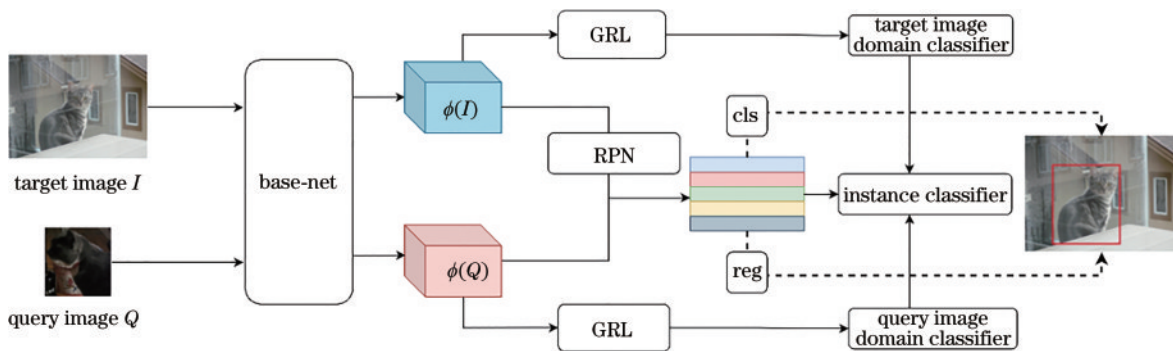 target image I
query image Q
base-net
ϕ(I)
ϕ(Q)
GRL
RPN
GRL
cls
reg
target image
domain classifier
instance classifier
query image
domain classifier